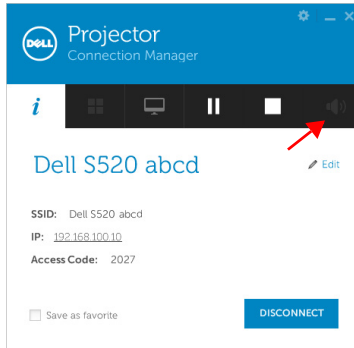 DELL
Projector
Connection Manager
i
Dell S520 abcd
Edit
SSID: Dell S520 abcd
IP: 192.168.100.10
Access Code: 2027
Save as favorite
DISCONNECT